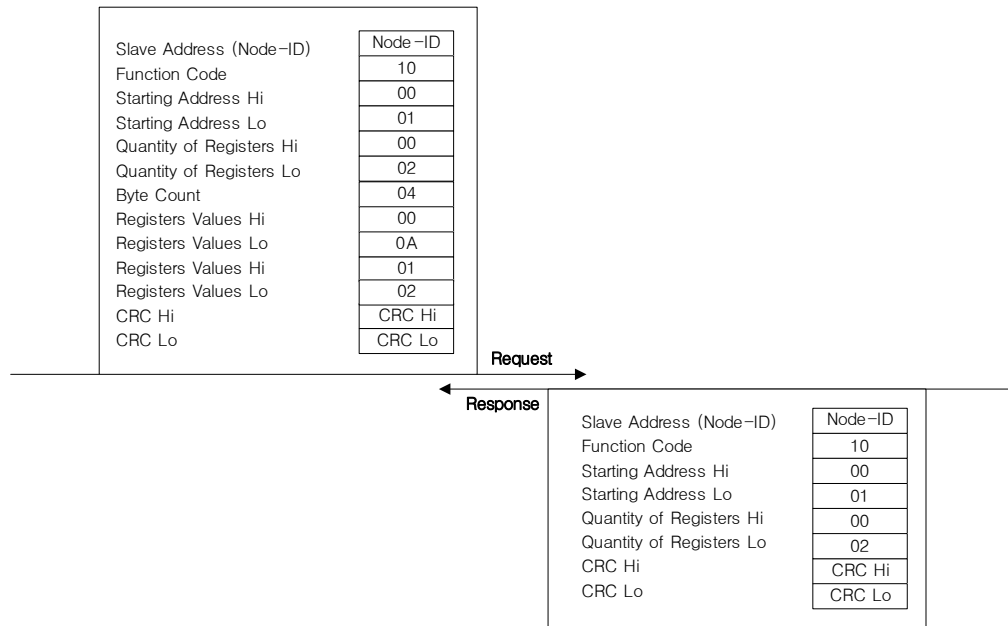 Slave Address (Node-ID) Node-ID
Function Code 10
Starting Address Hi 00
Starting Address Lo 01
Quantity of Registers Hi 00
Quantity of Registers Lo 02
Byte Count 04
Registers Values Hi 00
Registers Values Lo 0A
Registers Values Hi 01
Registers Values Lo 02
CRC Hi CRC Hi
CRC Lo CRC Lo
Request
Response
Slave Address (Node-ID) Node-ID
Function Code 10
Starting Address Hi 00
Starting Address Lo 01
Quantity of Registers Hi 00
Quantity of Registers Lo 02
CRC Hi CRC Hi
CRC Lo CRC Lo